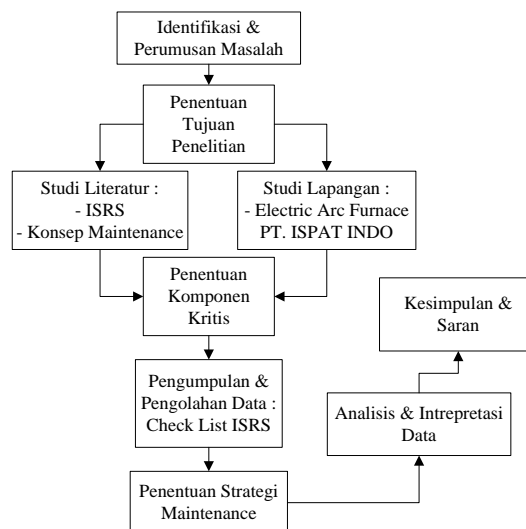 Identifikasi &
Perumusan Masalah
Penentuan
Tujuan
Penelitian
Studi Literatur :
- ISRS
- Konsep Maintenance
Studi Lapangan :
- Electric Arc Furnace
PT. ISPAT INDO
Penentuan
Komponen
Kritis
Pengumpulan &
Pengolahan Data :
Check List ISRS
Penentuan Strategi
Maintenance
Analisis & Intrepretasi
Data
Kesimpulan &
Saran